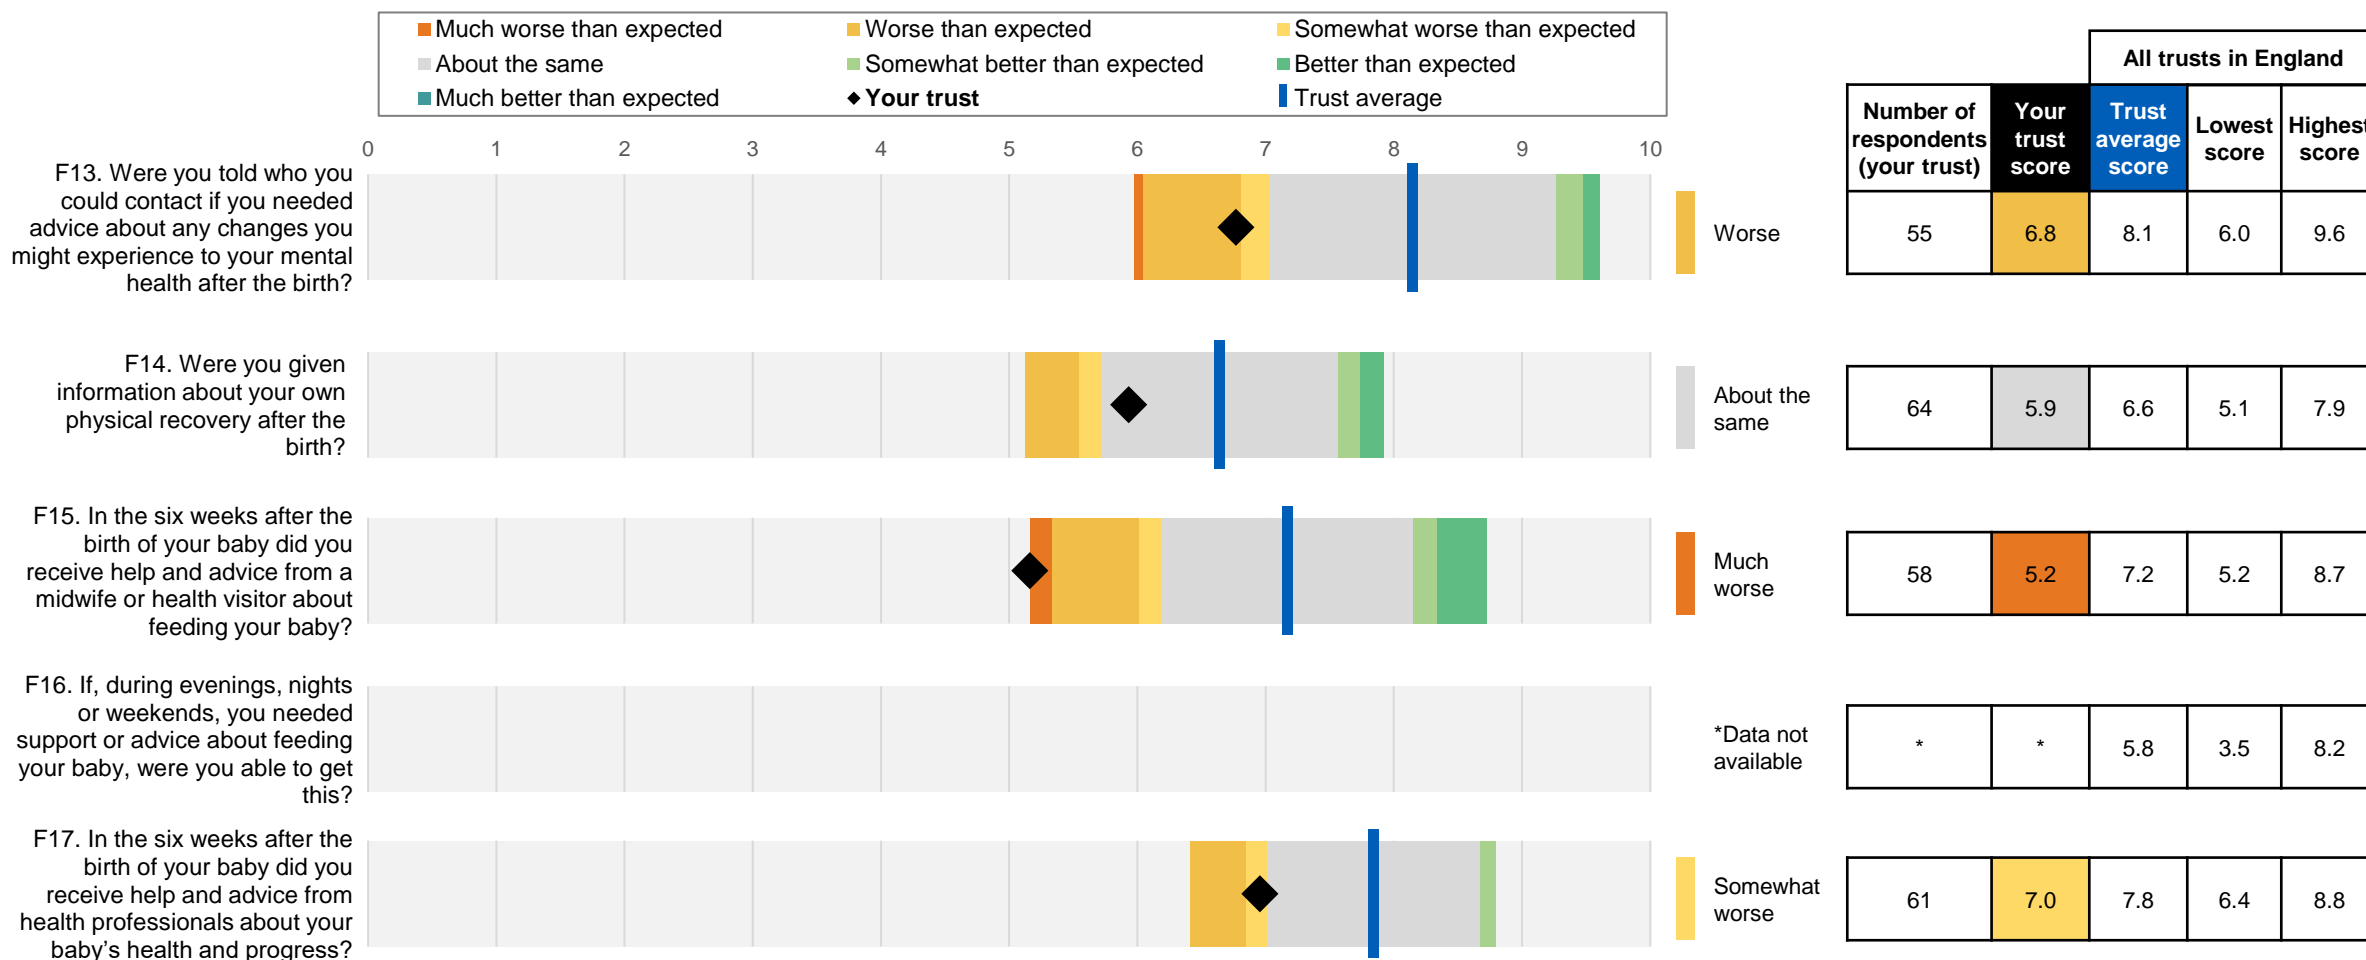 Much worse than expected
Worse than expected
Somewhat worse than expected
About the same
Somewhat better than expected
Better than expected
Much better than expected
Your trust
Trust average
All trusts in England
Number of
respondents
(your trust)
Your
trust
score
Trust
average
score
Lowest
score
Highest
score
0 1 2 3 4 5 6 7 8 9 10
F13. Were you told who you
could contact if you needed
advice about any changes you
might experience to your mental
health after the birth?
Worse
55 6.8 8.1 6.0 9.6
F14. Were you given
information about your own
physical recovery after the
birth?
About the
same
64 5.9 6.6 5.1 7.9
F15. In the six weeks after the
birth of your baby did you
receive help and advice from a
midwife or health visitor about
feeding your baby?
Much
worse
58 5.2 7.2 5.2 8.7
F16. If, during evenings, nights
or weekends, you needed
support or advice about feeding
your baby, were you able to get
this?
*Data not
available
* * 5.8 3.5 8.2
F17. In the six weeks after the
birth of your baby did you
receive help and advice from
health professionals about your
baby's health and progress?
Somewhat
worse
61 7.0 7.8 6.4 8.8